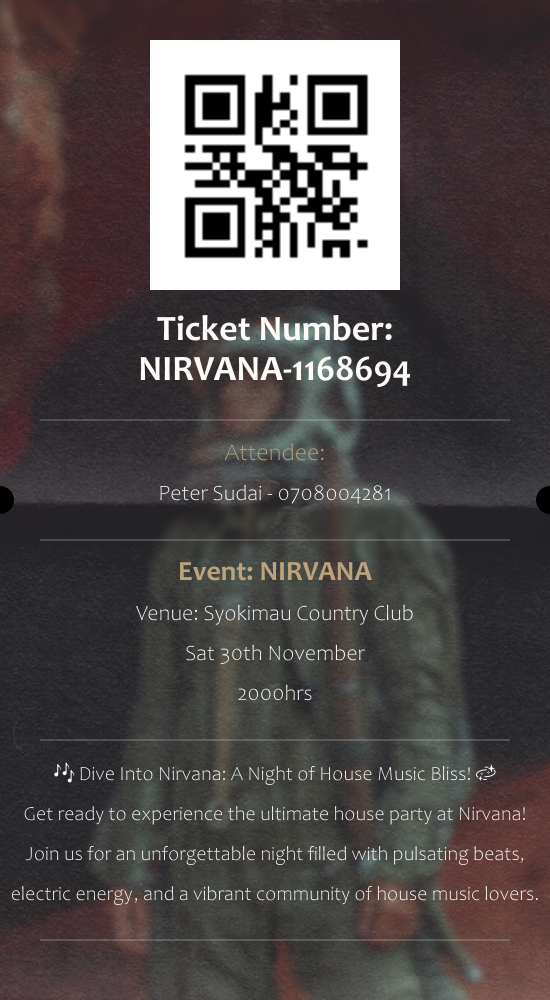 Ticket Number:
NIRVANA-1168694
Attendee:
Peter Sudai - 0708004281
Event: NIRVANA
Venue: Syokimau Country Club
Sat 30th November
2000hrs
🎶 Dive Into Nirvana: A Night of House Music Bliss! 💫
Get ready to experience the ultimate house party at Nirvana!
Join us for an unforgettable night filled with pulsating beats,
electric energy, and a vibrant community of house music lovers.